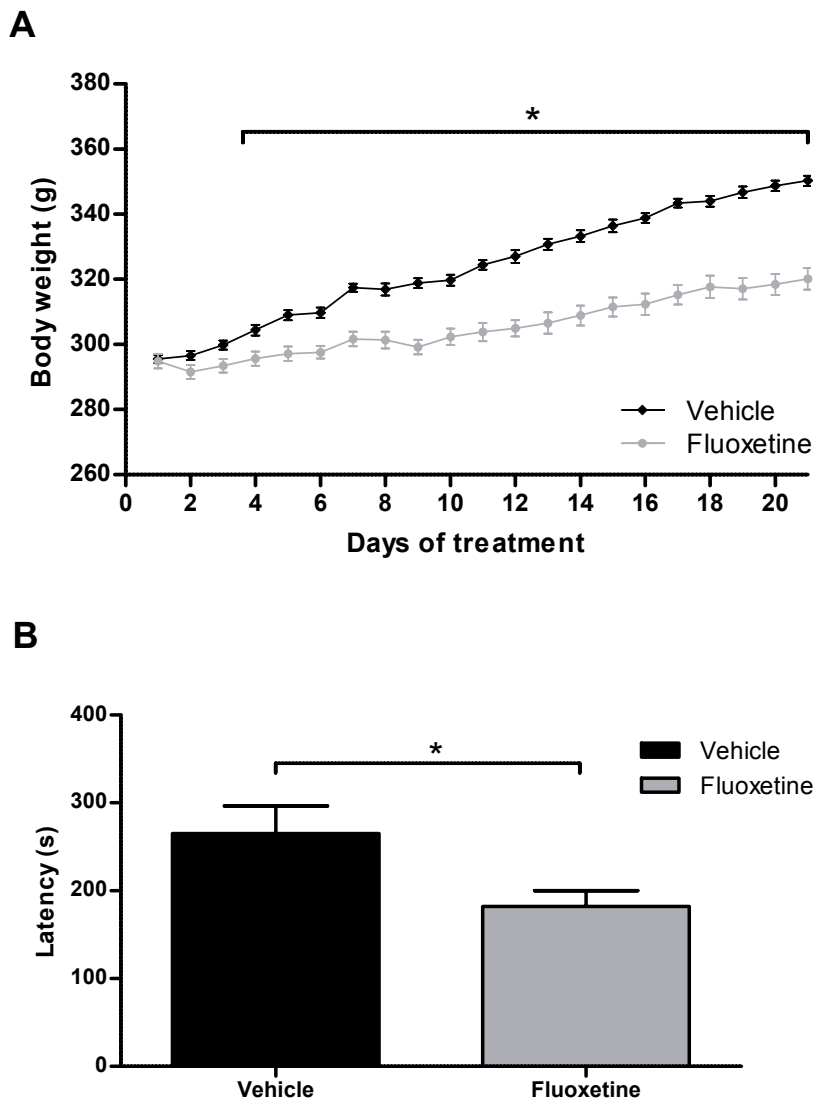 A
380
360
340
320
300
280
260
Body weight (g)
*
Vehicle
Fluoxetine
0 2 4 6 8 10 12 14 16 18 20
Days of treatment
B
400
300
200
100
0
Latency (s)
*
Vehicle
Fluoxetine
Vehicle Fluoxetine